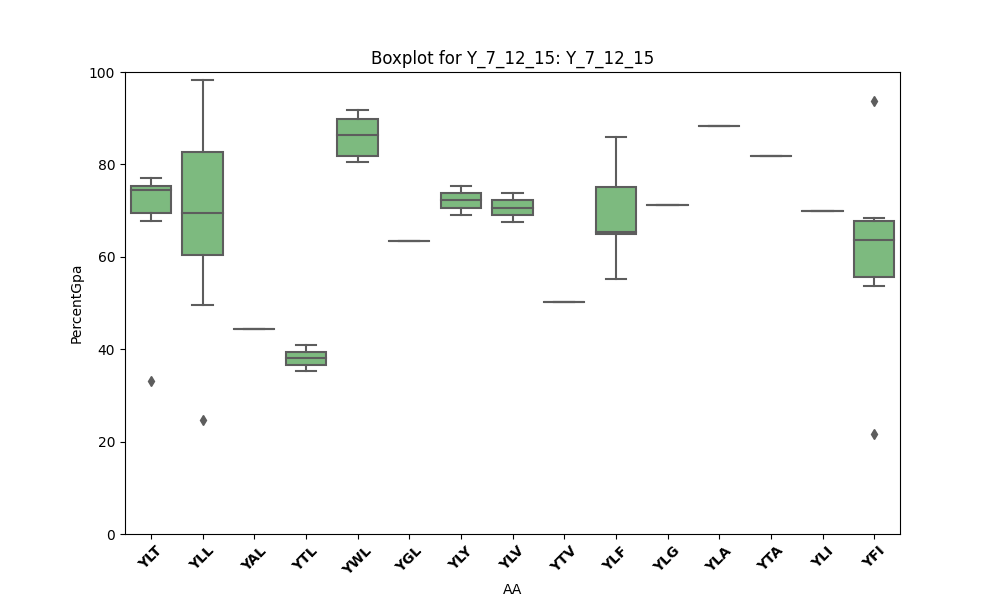 Boxplot for Y_7_12_15: Y_7_12_15
100
80
60
40
20
0
PercentGpa
YLT YLL YAL YTL YWL YGL YLY YLV YTV YLF YLG YLA YTA YLI YFI
AA